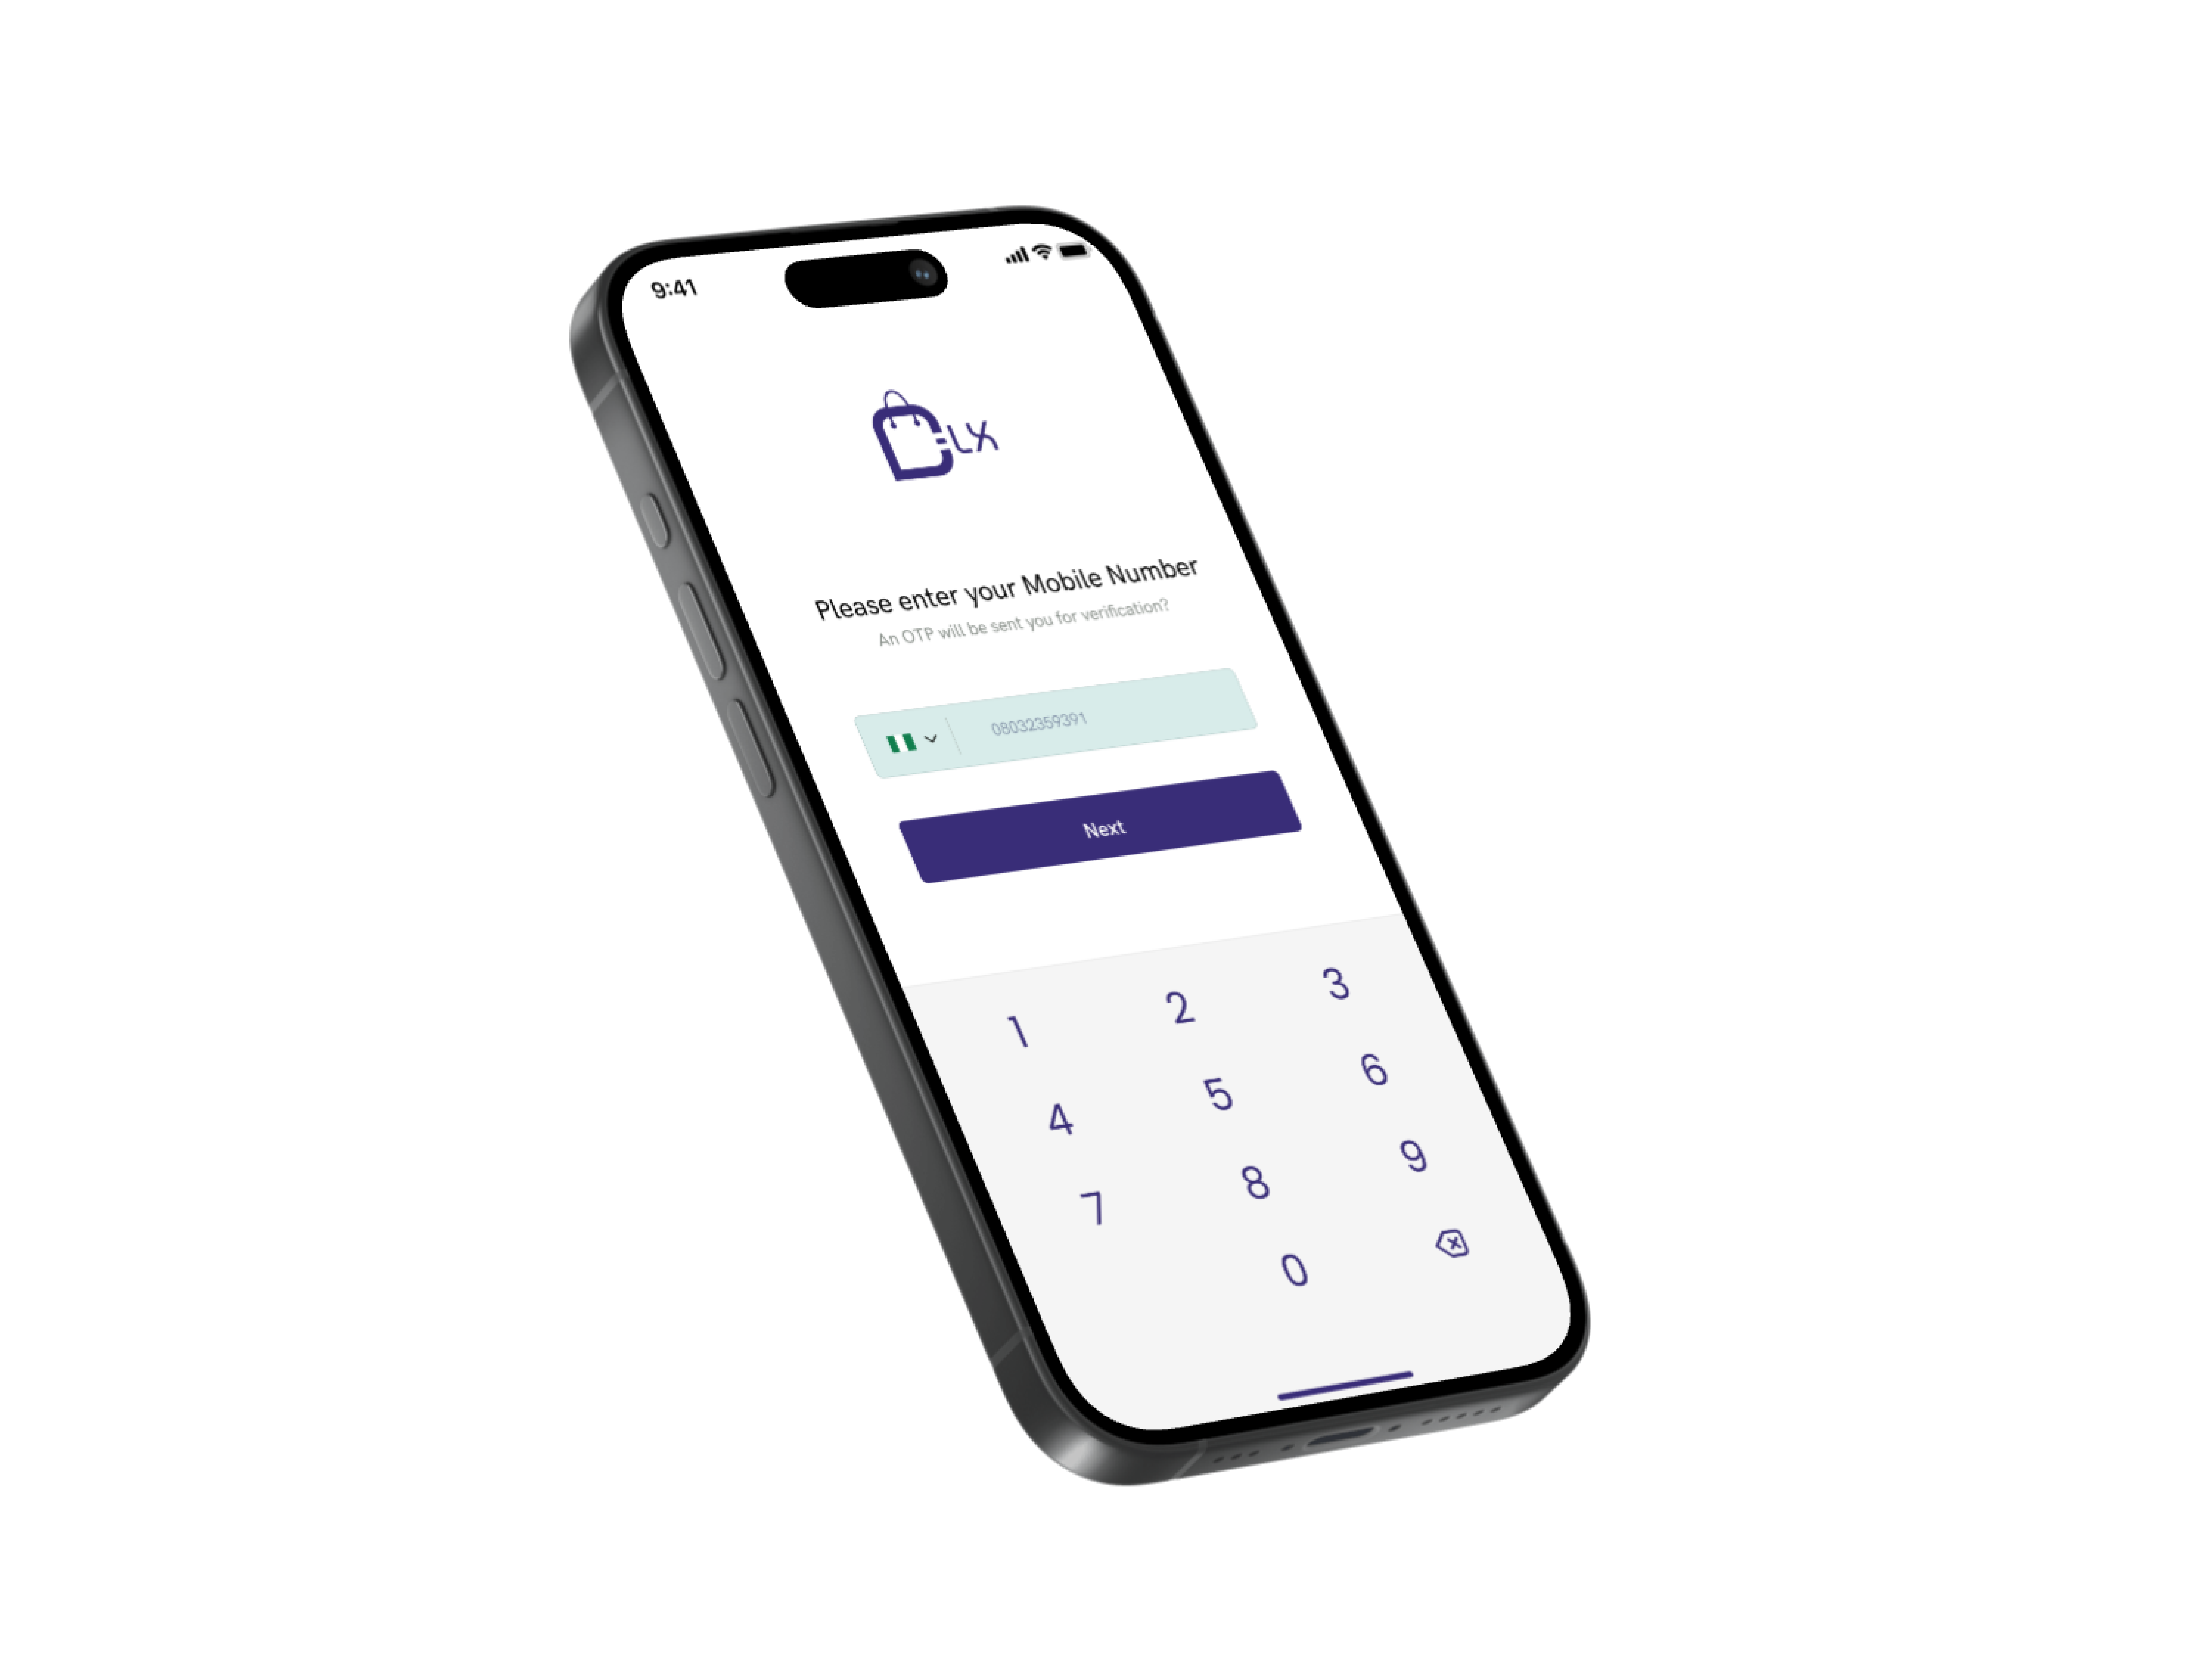 9:41
LX
Please enter your Mobile Number
An OTP will be sent you for verification?
08032359391
Next
1 2 3
4 5 6
7 8 9
0